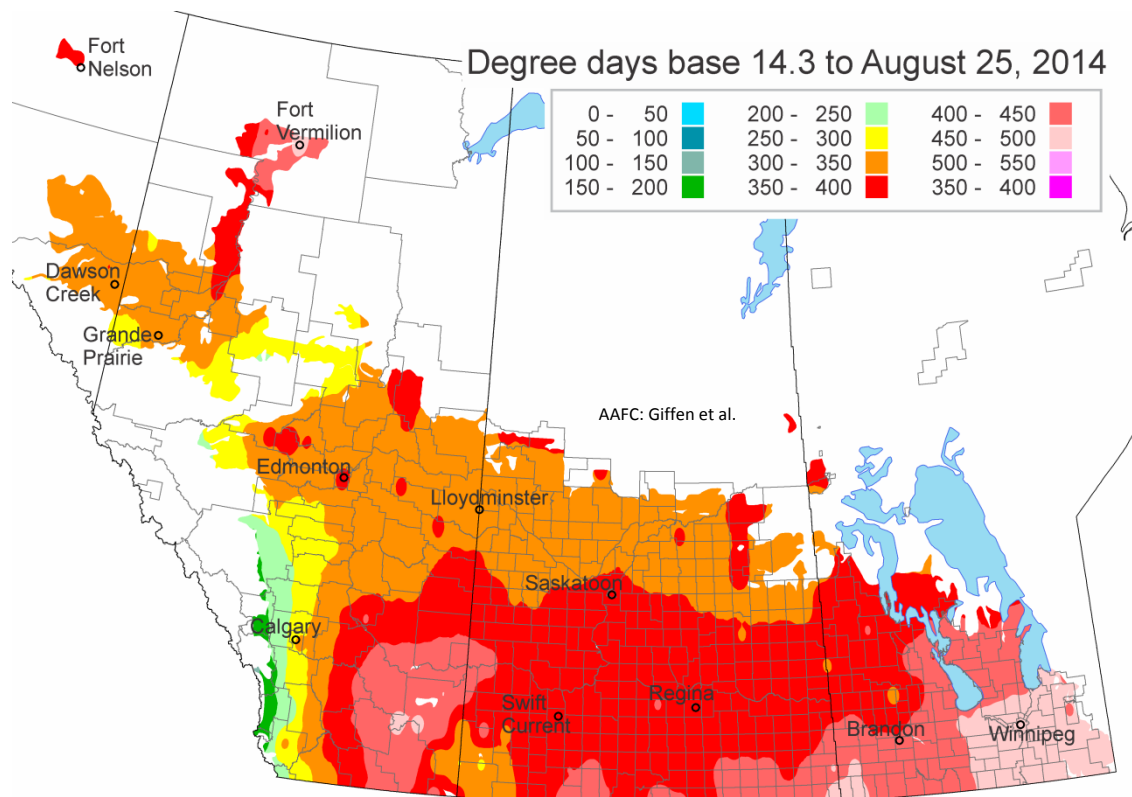 Fort
Nelson
Degree days base 14.3 to August 25, 2014
Fort
Vermilion
0 - 50
50 - 100
100 - 150
150 - 200
200 - 250
250 - 300
300 - 350
350 - 400
400 - 450
450 - 500
500 - 550
350 - 400
Dawson
Creek
Grande
Prairie
AAFC: Giffen et al.
Edmonton
Lloydminster
Saskatoon
Calgary
Swift
Current
Regina
Brandon
Winnipeg